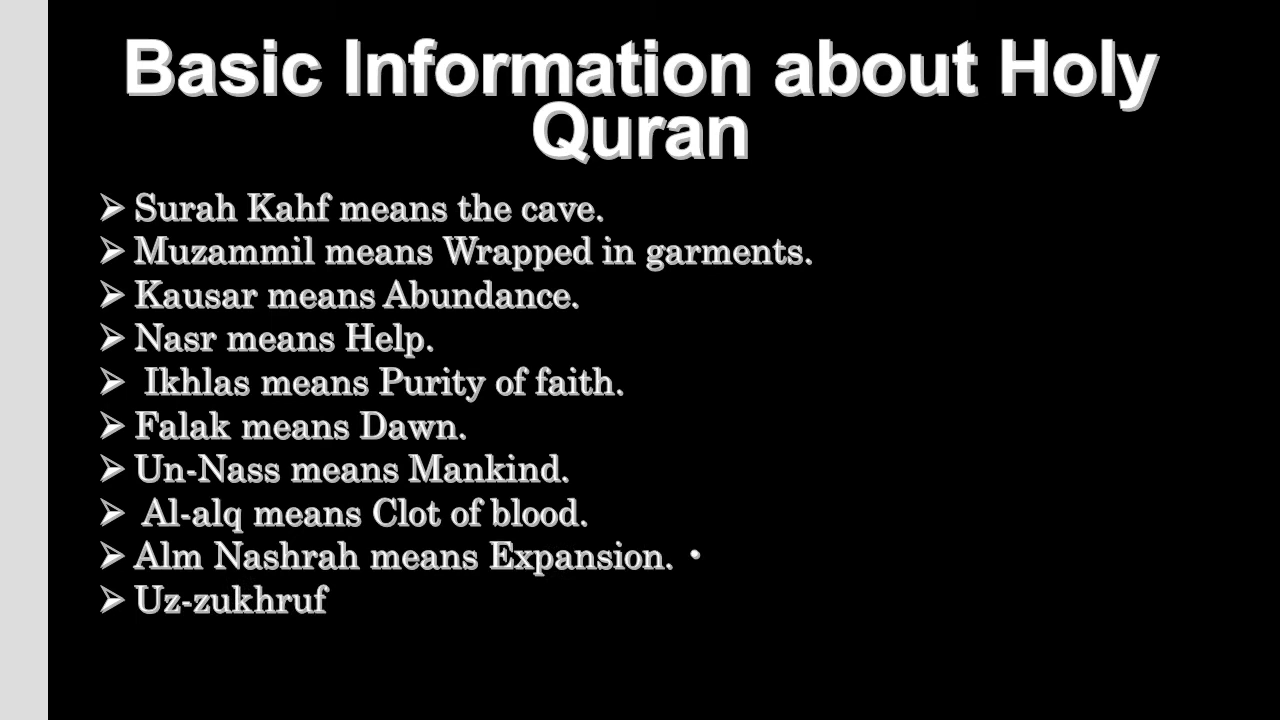 Basic Information about Holy
Quran
➢ Surah Kahf means the cave.
➢ Muzammil means Wrapped in garments.
➢ Kausar means Abundance.
➢ Nasr means Help.
➢ Ikhlas means Purity of faith.
➢ Falak means Dawn.
➢ Un-Nass means Mankind.
➢ Al-alq means Clot of blood.
➢ Alm Nashrah means Expansion. •
➢ Uz-zukhruf